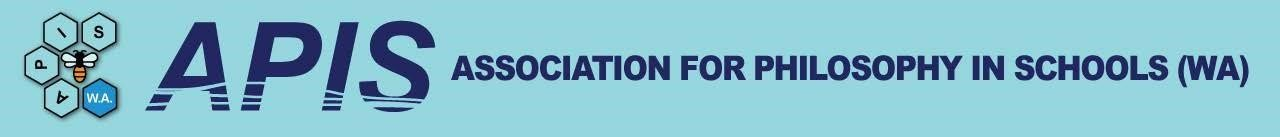 A P I S
W.A.
APIS
ASSOCIATION FOR PHILOSOPHY IN SCHOOLS (WA)